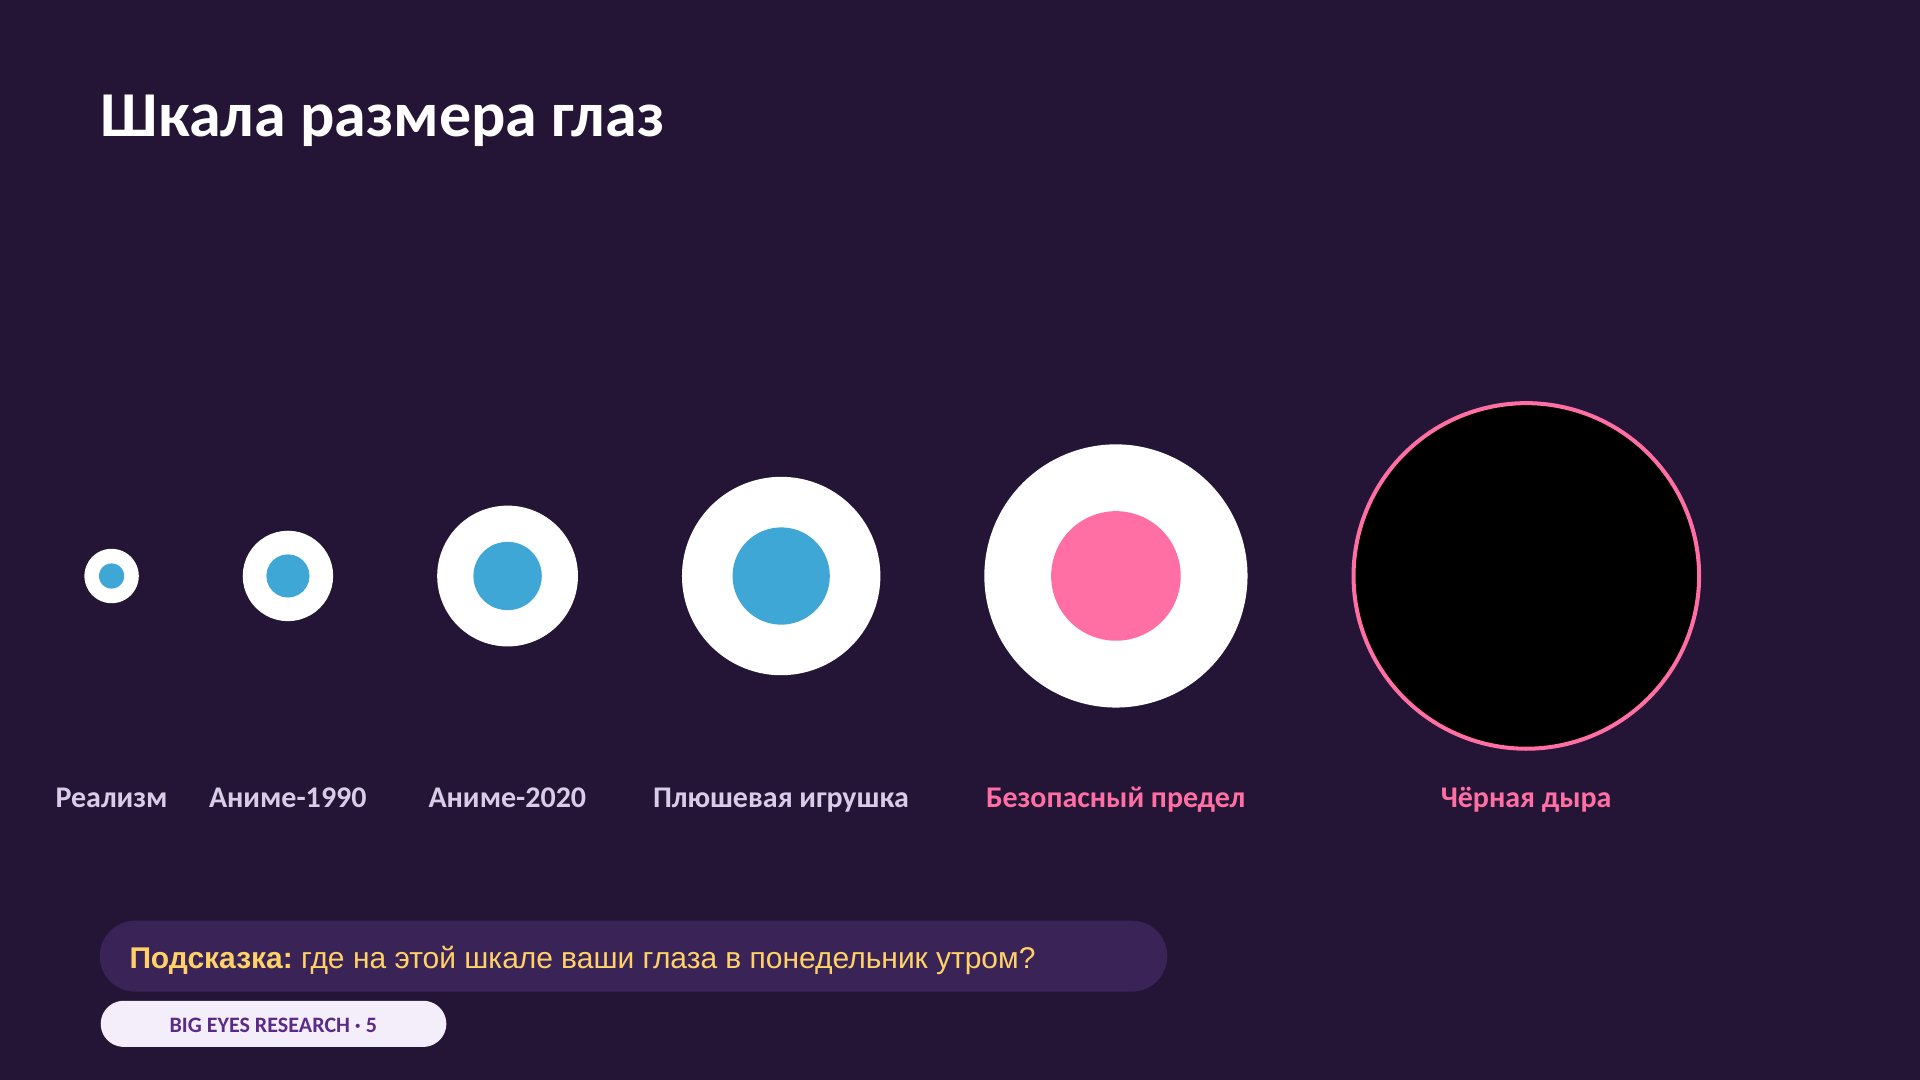 Шкала размера глаз
Реализм
Аниме-1990
Аниме-2020
Плюшевая игрушка
Безопасный предел
Чёрная дыра
Подсказка: где на этой шкале ваши глаза в понедельник утром?
BIG EYES RESEARCH · 5